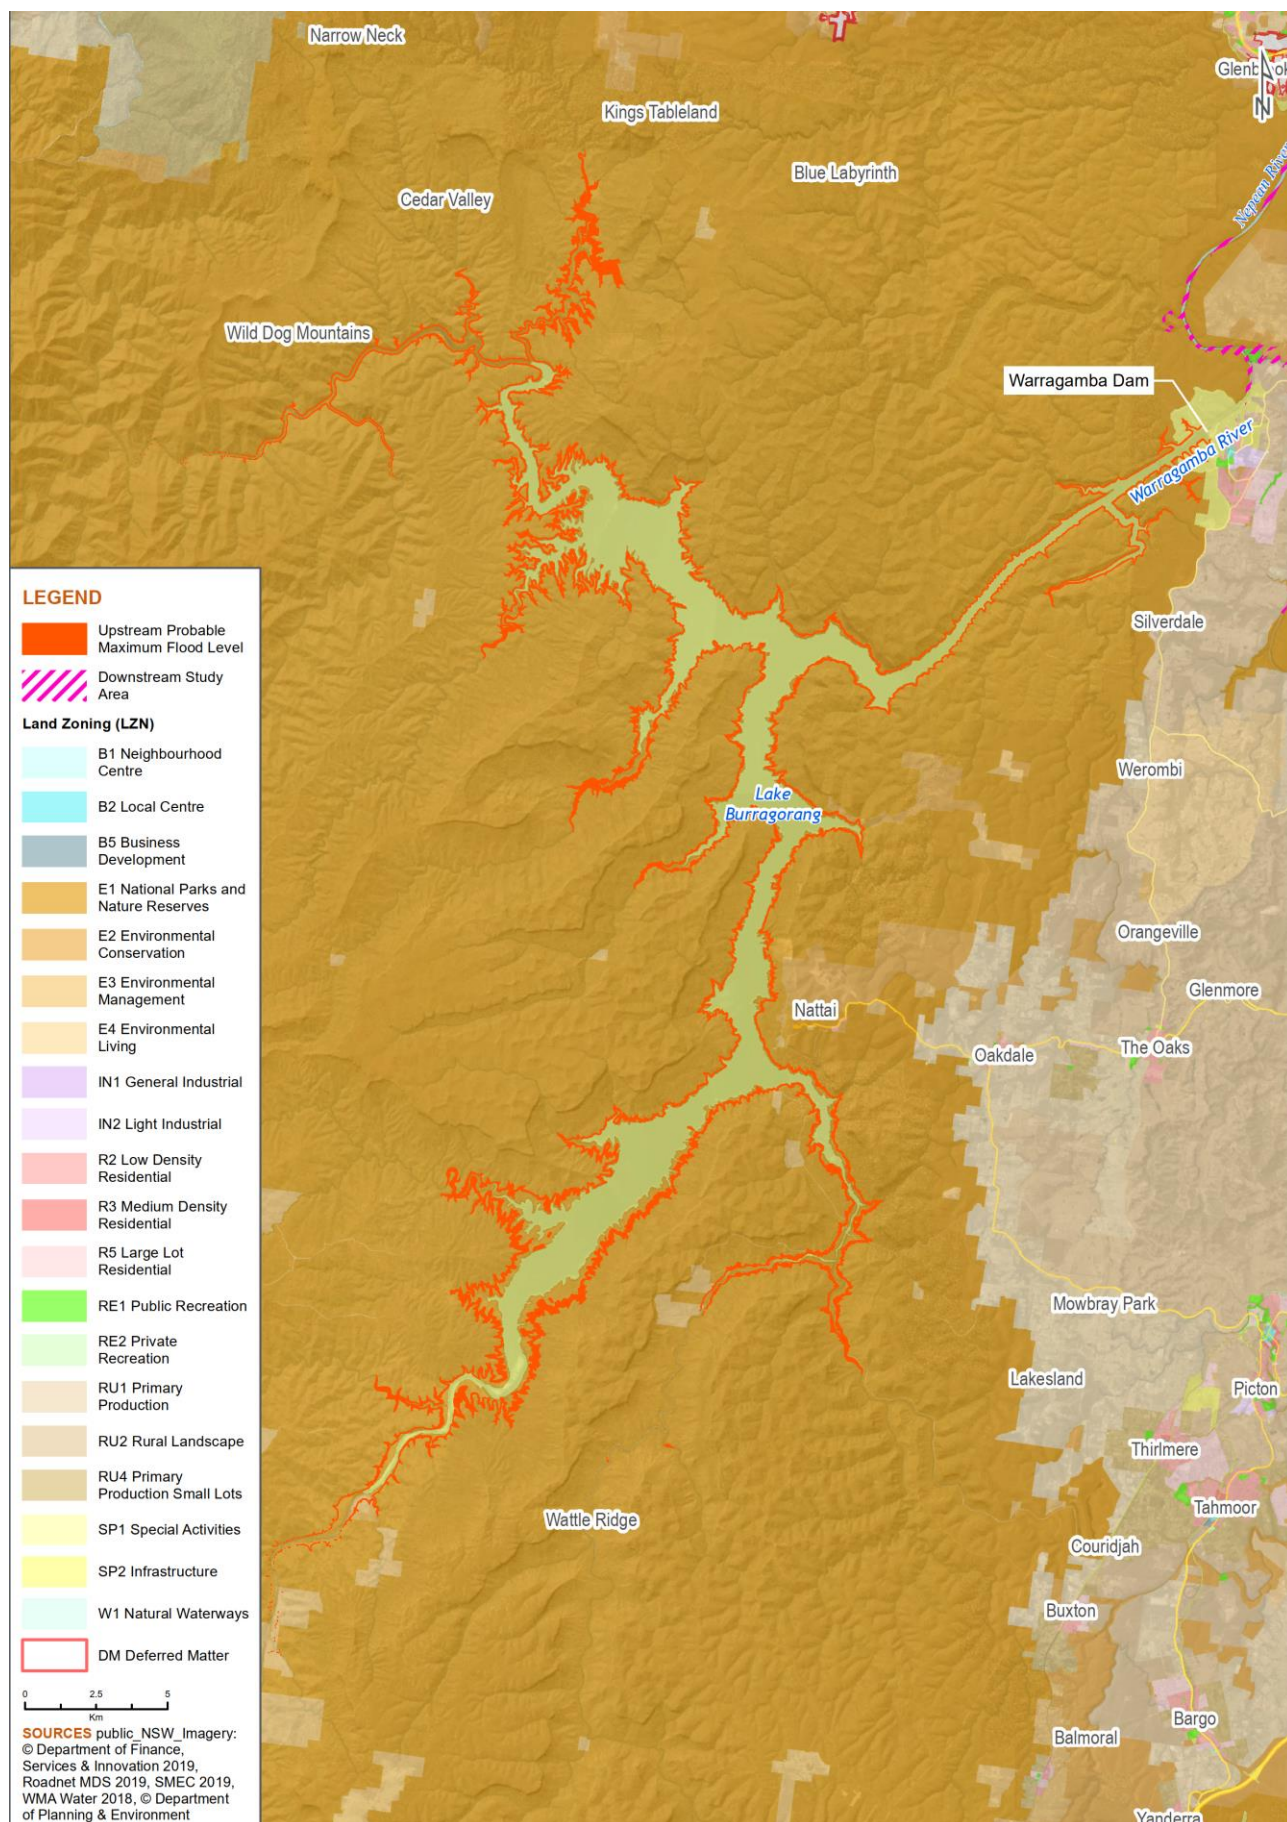 Narrow Neck
Glenbrook
N
Kings Tableland
Blue Labyrinth
Cedar Valley
Nepean River
Wild Dog Mountains
Warragamba Dam
Warragamba River
Silverdale
Werombi
Lake
Burragorang
Orangeville
Glenmore
Nattai
Oakdale
The Oaks
Mowbray Park
Lakesland
Picton
Thirlmere
Tahmoor
Wattle Ridge
Couridjah
Buxton
Bargo
Balmoral
Yanderra
LEGEND
Upstream Probable
Maximum Flood Level
Downstream Study
Area
Land Zoning (LZN)
B1 Neighbourhood
Centre
B2 Local Centre
B5 Business
Development
E1 National Parks and
Nature Reserves
E2 Environmental
Conservation
E3 Environmental
Management
E4 Environmental
Living
IN1 General Industrial
IN2 Light Industrial
R2 Low Density
Residential
R3 Medium Density
Residential
R5 Large Lot
Residential
RE1 Public Recreation
RE2 Private
Recreation
RU1 Primary
Production
RU2 Rural Landscape
RU4 Primary
Production Small Lots
SP1 Special Activities
SP2 Infrastructure
W1 Natural Waterways
DM Deferred Matter
0 2.5 5
Km
SOURCES public_NSW_Imagery:
© Department of Finance,
Services & Innovation 2019,
Roadnet MDS 2019, SMEC 2019,
WMA Water 2018, © Department
of Planning & Environment